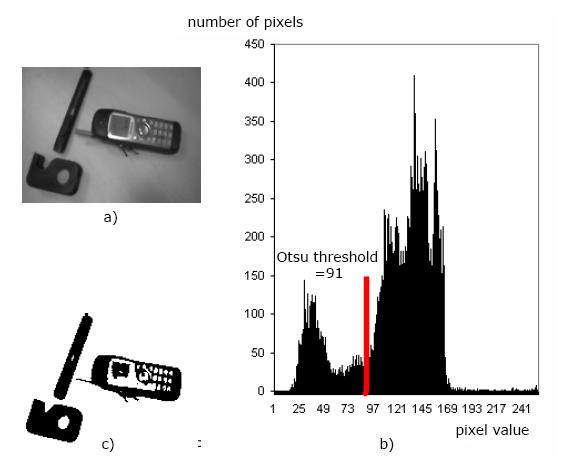 number of pixels
450
400
350
300
250
200
150
100
50
0
Otsu threshold
=91
1 25 49 73 97 121 145 169 193 217 241
pixel value
a)
b)
c)
: